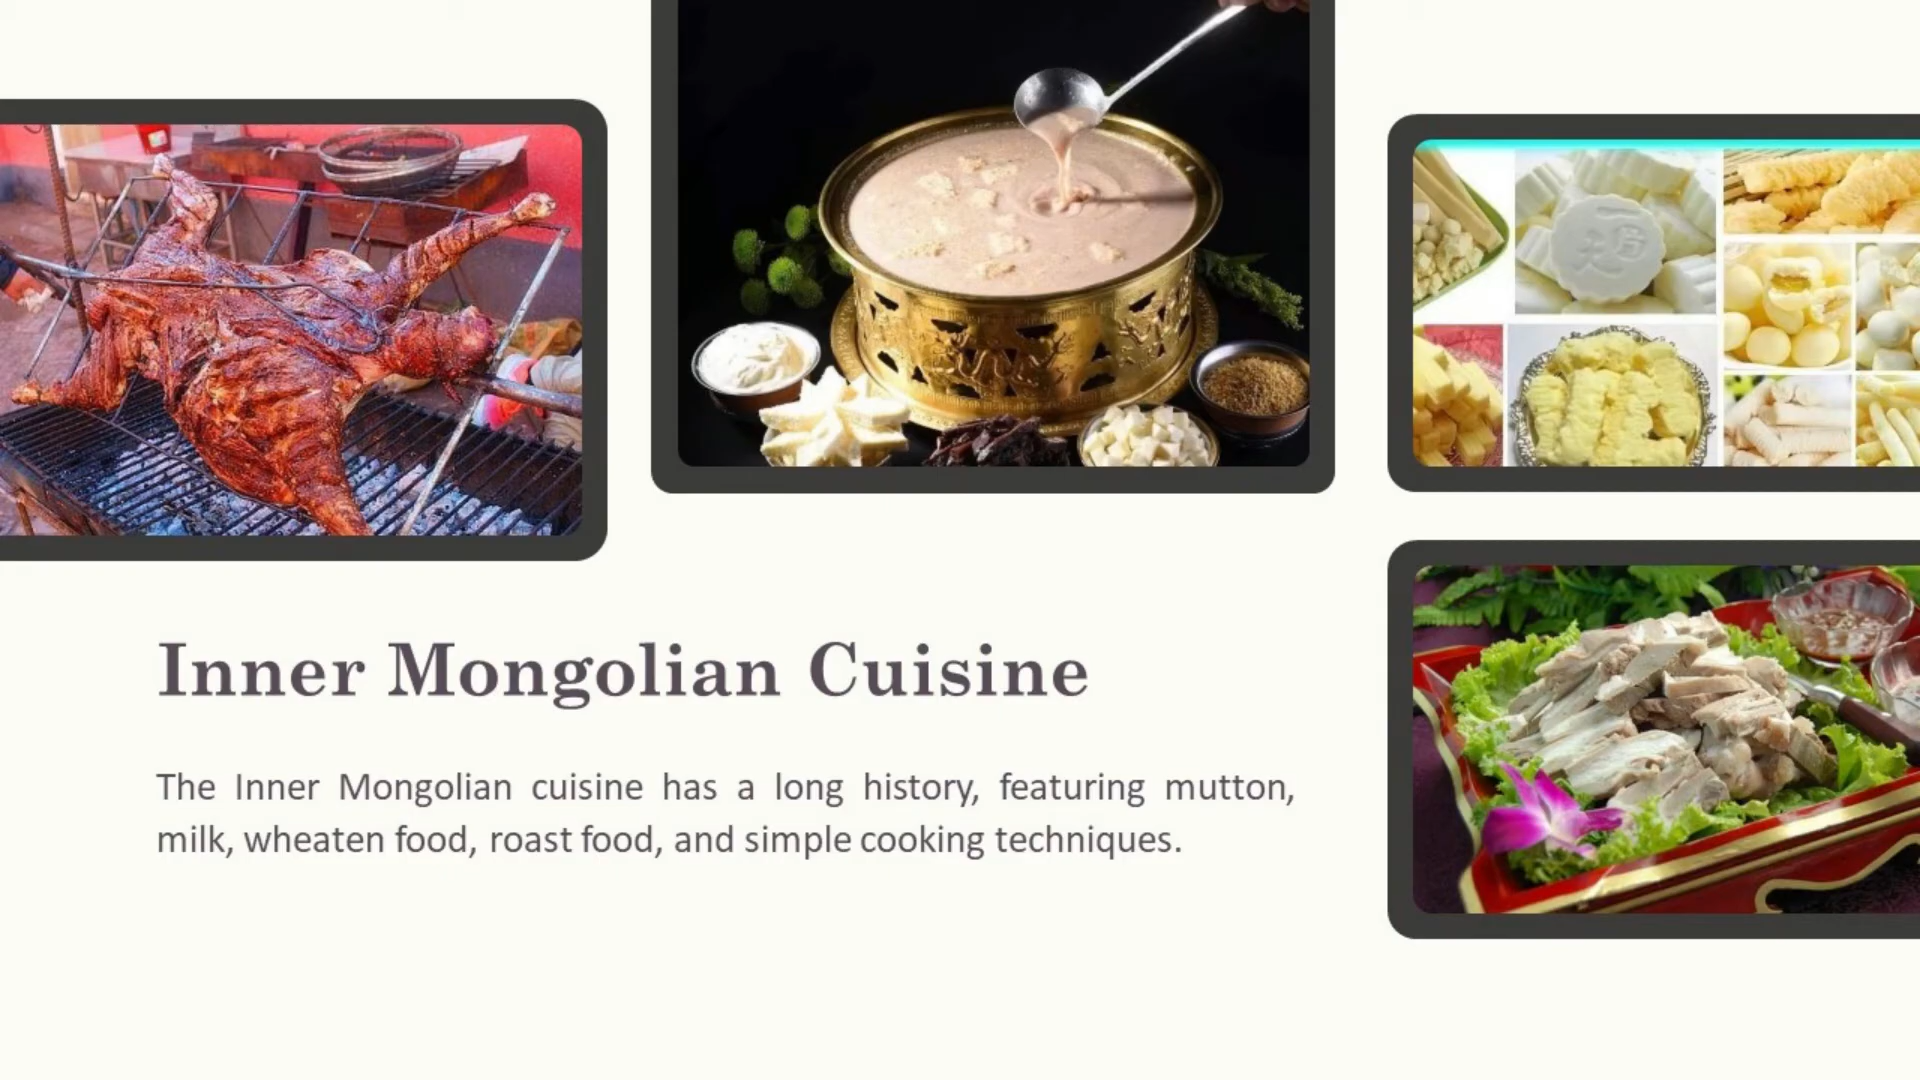 Inner Mongolian Cuisine
The Inner Mongolian cuisine has a long history, featuring mutton,
milk, wheaten food, roast food, and simple cooking techniques.